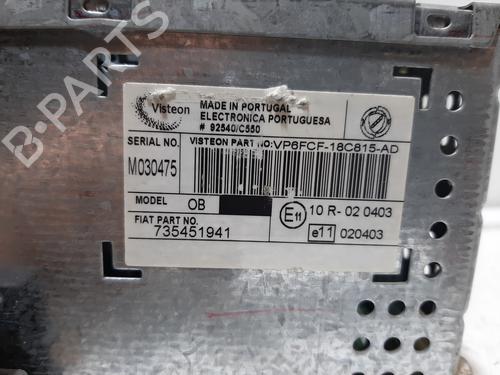 B-PARTS
Visteon
MADE IN PORTUGAL
ELECTRONICA PORTUGUESA
# 92540/C550
SERIAL NO.
VISTEON PART NO: VP6FCF-18C815-AD
M030475
MODEL OB
E11 10 R- 02 0403
FIAT PART NO.
735451941
e11 020403